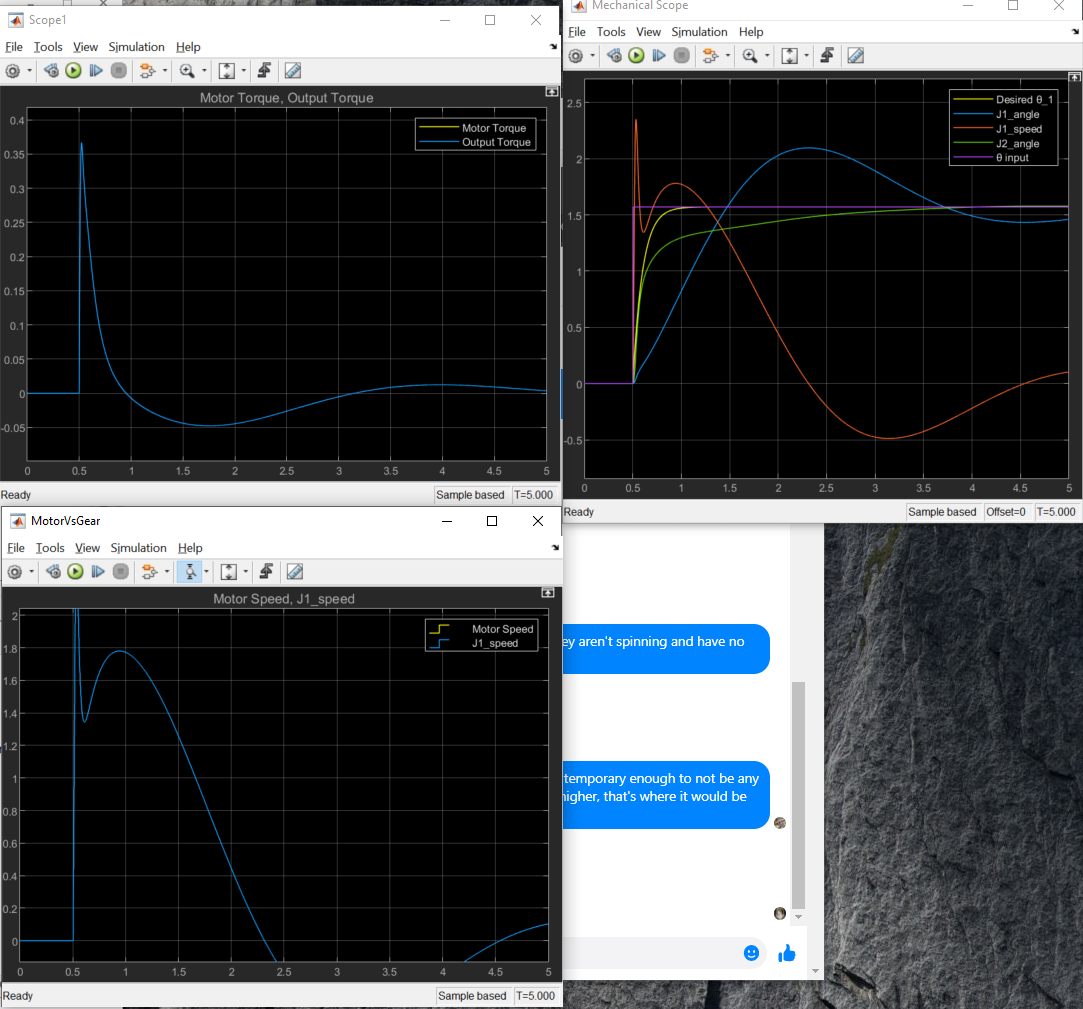 Scope1
File Tools View Simulation Help
Motor Torque, Output Torque
Motor Torque
Output Torque
0.4
0.35
0.3
0.25
0.2
0.15
0.1
0.05
0
-0.05
0 0.5 1 1.5 2 2.5 3 3.5 4 4.5 5
Ready
Sample based T=5.000
Mechanical Scope
File Tools View Simulation Help
Desired θ_1
J1_angle
J1_speed
J2_angle
θ input
2.5
2
1.5
1
0.5
0
-0.5
0 0.5 1 1.5 2 2.5 3 3.5 4 4.5 5
Ready
Sample based Offset=0 T=5.000
MotorVsGear
File Tools View Simulation Help
Motor Speed, J1_speed
Motor Speed
J1_speed
2
1.8
1.6
1.4
1.2
1
0.8
0.6
0.4
0.2
0
0 0.5 1 1.5 2 2.5 3 3.5 4 4.5 5
Ready
Sample based T=5.000
ey aren't spinning and have no
temporary enough to not be any
higher, that's where it would be